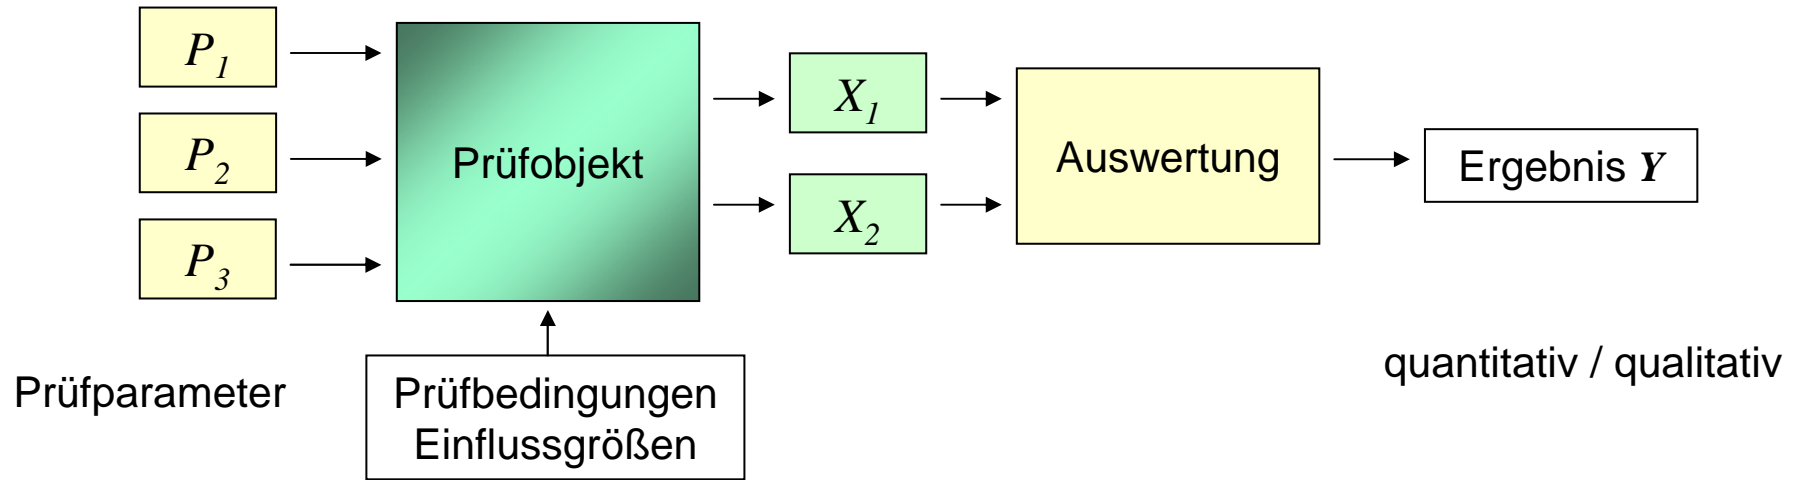 P1
P2
P3
Prüfobjekt
X1
X2
Auswertung
Ergebnis Y
Prüfparameter
Prüfbedingungen
Einflussgrößen
quantitativ / qualitativ